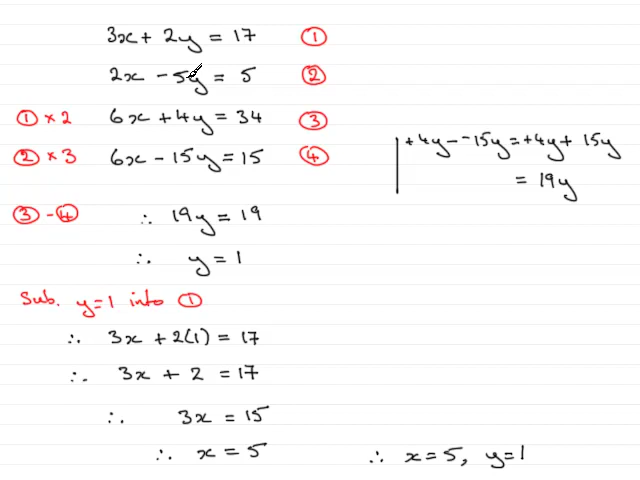 3x + 2y = 17 ①
2x - 5y = 5 ②
① × 2 6x + 4y = 34 ③
② × 3 6x - 15y = 15 ④
+4y - -15y = +4y + 15y
= 19y
③ - ④ ∴ 19y = 19
∴ y = 1
Sub. y=1 into ①
∴ 3x + 2(1) = 17
∴ 3x + 2 = 17
∴ 3x = 15
∴ x = 5
∴ x = 5, y = 1